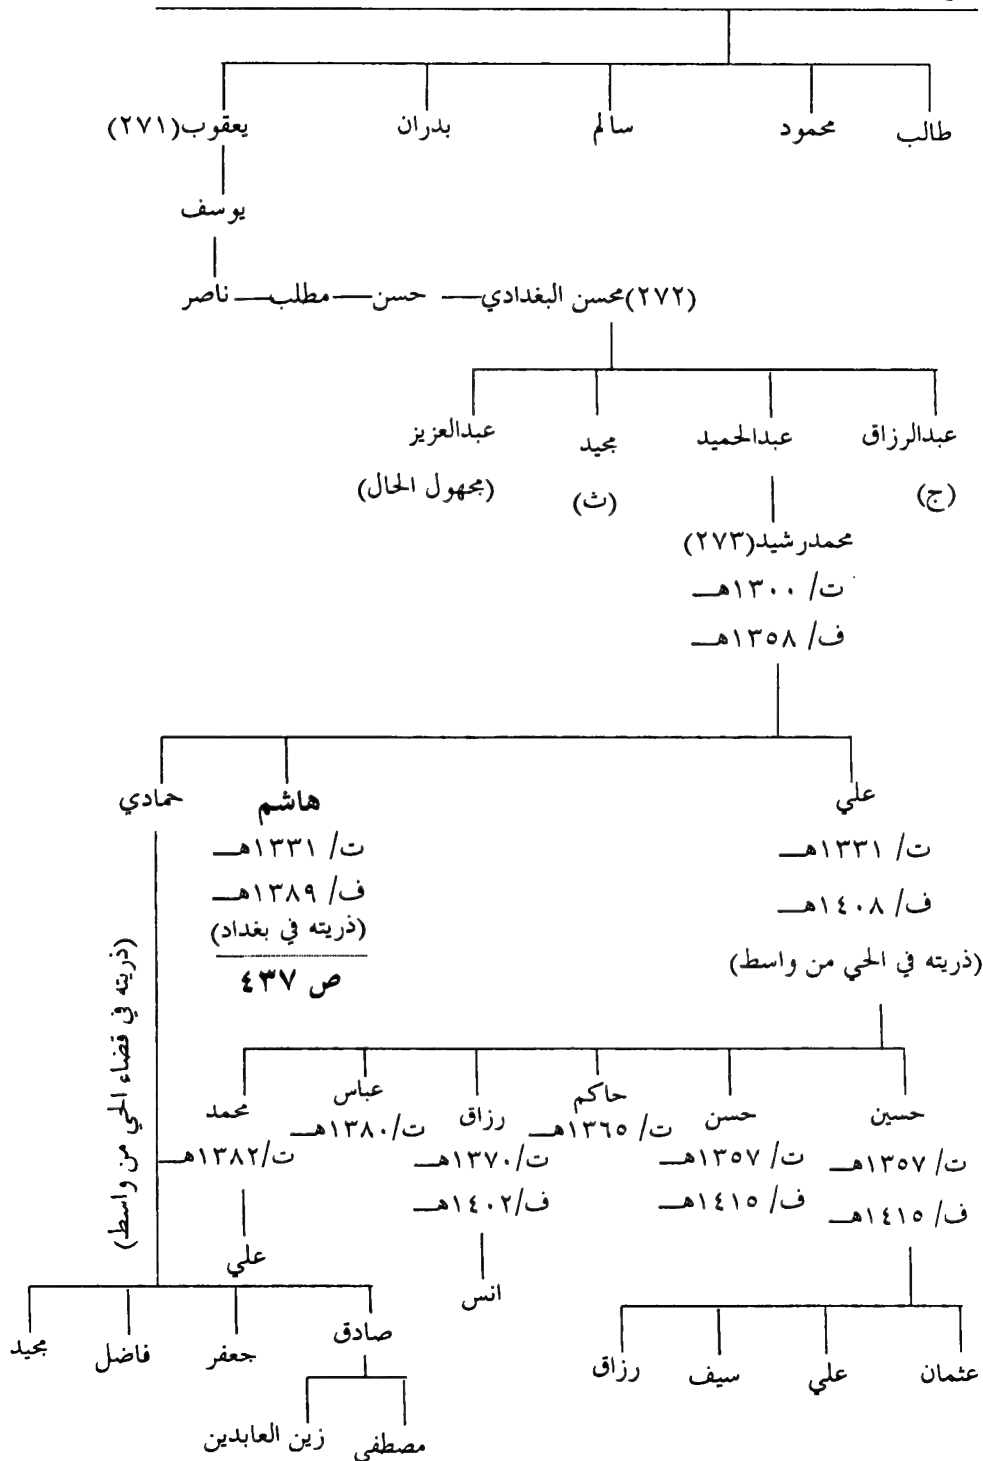 طالب محمود سالم بدران يعقوب(٢٧١)
يوسف
(٢٧٢)محسن البغدادي — حسن — مطلب — ناصر
عبدالرزاق عبدالحميد مجيد عبدالعزيز
(ج) (ث) (مجهول الحال)
محمدرشيد(٢٧٣)
ت/ ١٣٠٠هـ
ف/ ١٣٥٨هـ
علي هاشم حمادي
ت/ ١٣٣١هـ ت/ ١٣٣١هـ
ف/ ١٤٠٨هـ ف/ ١٣٨٩هـ
(ذريته في الحي من واسط) (ذريته في بغداد)
ص ٤٣٧
(ذريته في قضاء الحي من واسط)
حسين حسن حاكم رزاق عباس محمد
ت/ ١٣٥٧هـ ت/ ١٣٥٧هـ ت/ ١٣٦٥هـ ت/١٣٧٠هـ ت/١٣٨٠هـ ت/١٣٨٢هـ
ف/ ١٤١٥هـ ف/ ١٤١٥هـ ف/١٤٠٢هـ
انس علي
عثمان علي سيف رزاق صادق جعفر فاضل مجيد
مصطفى زين العابدين